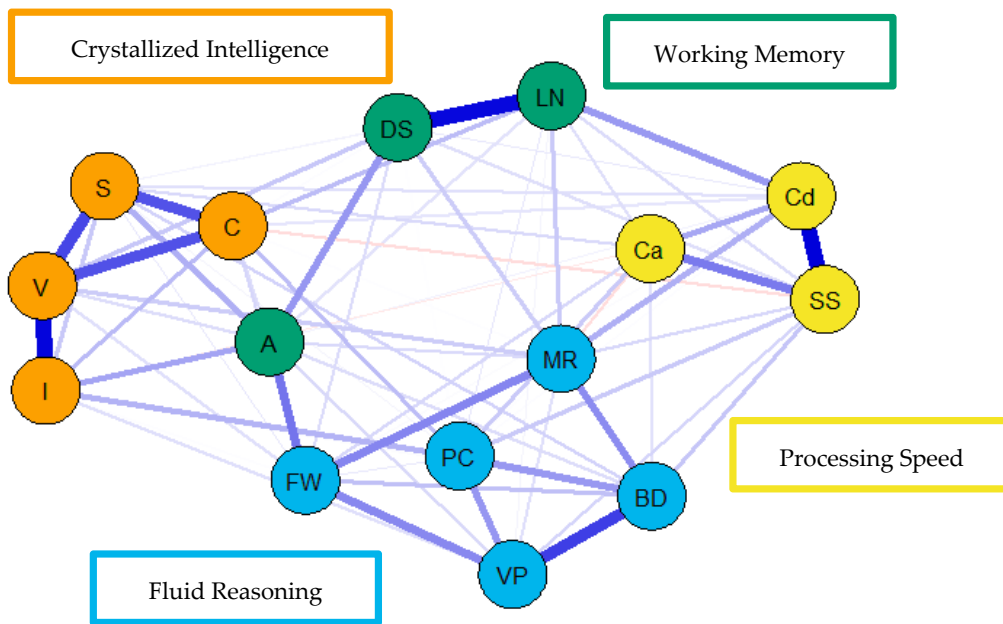 Crystallized Intelligence
Working Memory
LN
DS
S
Cd
C
Ca
V
SS
A
MR
I
PC
FW
BD
Processing Speed
VP
Fluid Reasoning